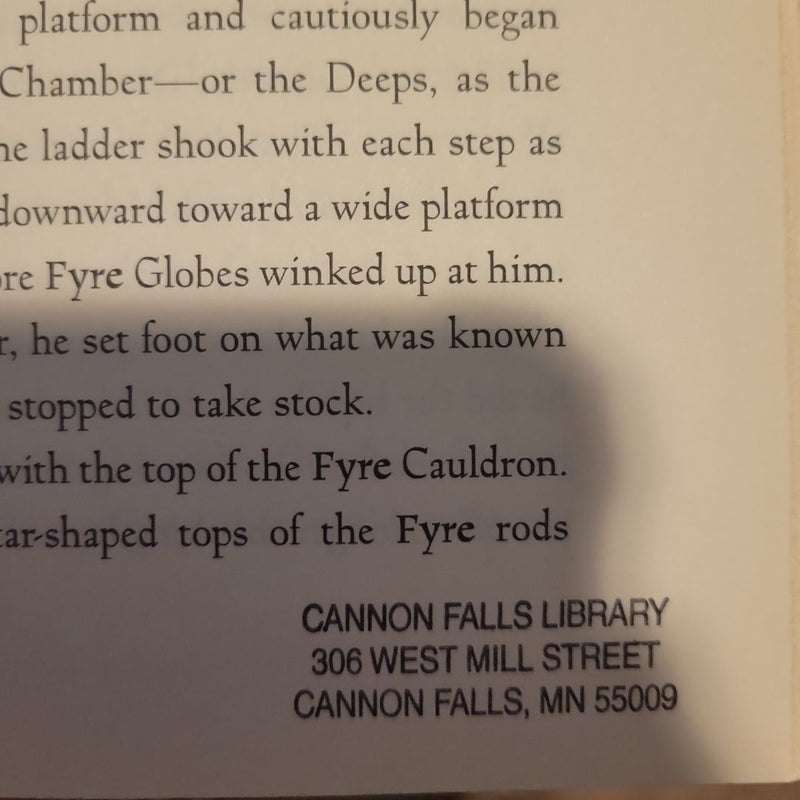 platform and cautiously began
Chamber—or the Deeps, as the
ladder shook with each step as
downward toward a wide platform
Fyre Globes winked up at him.
he set foot on what was known
stopped to take stock.
with the top of the Fyre Cauldron.
tar-shaped tops of the Fyre rods
CANNON FALLS LIBRARY
306 WEST MILL STREET
CANNON FALLS, MN 55009